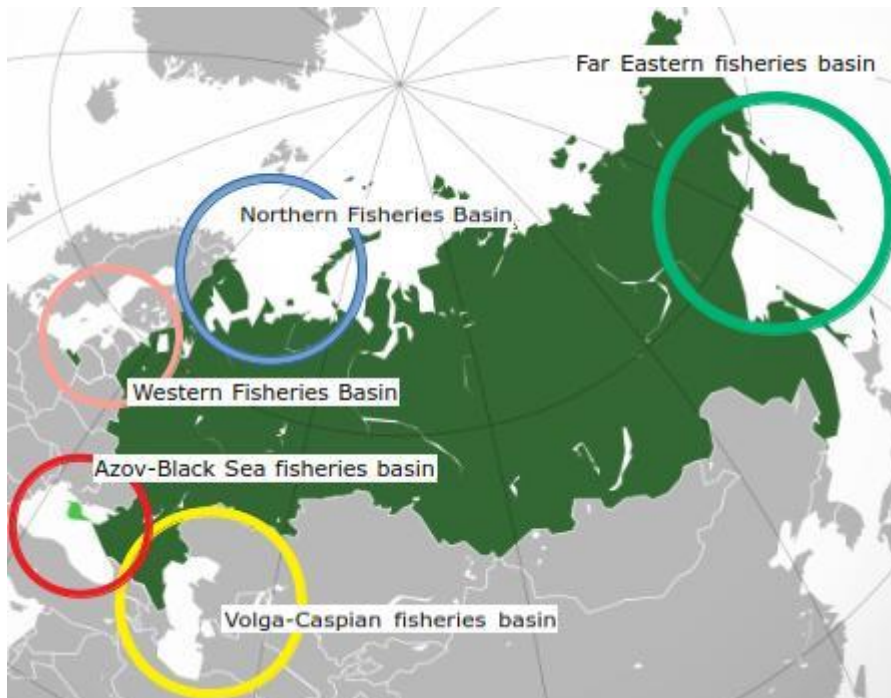 Far Eastern fisheries basin
Northern Fisheries Basin
Western Fisheries Basin
Azov-Black Sea fisheries basin
Volga-Caspian fisheries basin